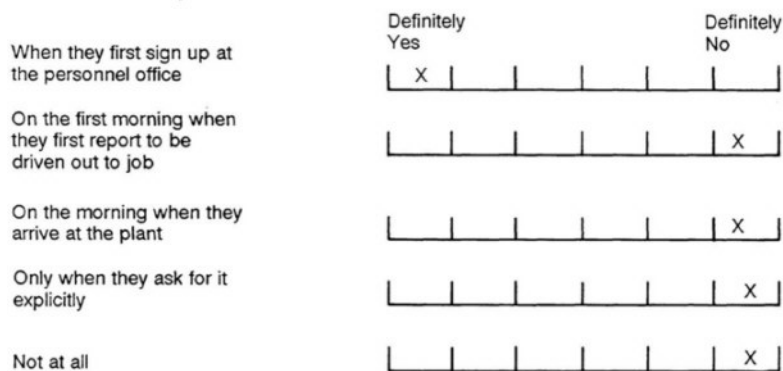 Definitely Definitely
Yes No
When they first sign up at
the personnel office
X
On the first morning when
they first report to be
driven out to job
X
On the morning when they
arrive at the plant
X
Only when they ask for it
explicitly
X
Not at all
X